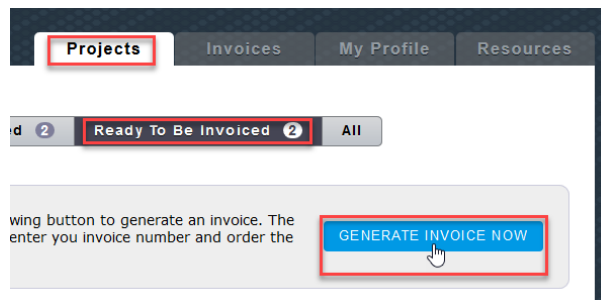 Projects Invoices My Profile Resources
ed 2 Ready To Be Invoiced 2 All
wing button to generate an invoice. The
enter you invoice number and order the
GENERATE INVOICE NOW